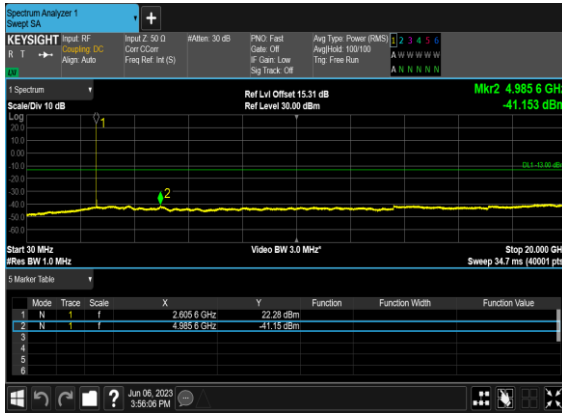 Spectrum Analyzer 1
Swept SA
+
KEYSIGHT Input: RF Input Z: 50 Ω #Atten: 30 dB PNO: Fast Avg Type: Power (RMS) 1 2 3 4 5 6
R T Coupling: DC Corr CCorr Gate: Off Avg|Hold: 100/100 A W W W W W
Align: Auto Freq Ref: Int (S) IF Gain: Low Trig: Free Run
LXI Sig Track: Off A N N N N N
1 Spectrum Ref Lvl Offset 15.31 dB Mkr2 4.985 6 GHz
Scale/Div 10 dB Ref Level 30.00 dBm -41.153 dBm
Log
20.0
10.0
0.00
-10.0
-20.0
-30.0
-40.0
-50.0
-60.0
1
DL1 -13.00 dBm
2
Start 30 MHz Video BW 3.0 MHz* Stop 20.000 GHz
#Res BW 1.0 MHz Sweep 34.7 ms (40001 pts)
5 Marker Table
Mode Trace Scale X Y Function Function Width Function Value
1 N 1 f 2.605 6 GHz 22.28 dBm
2 N 1 f 4.985 6 GHz -41.15 dBm
3
4
5
6
? Jun 06, 2023
3:56:06 PM